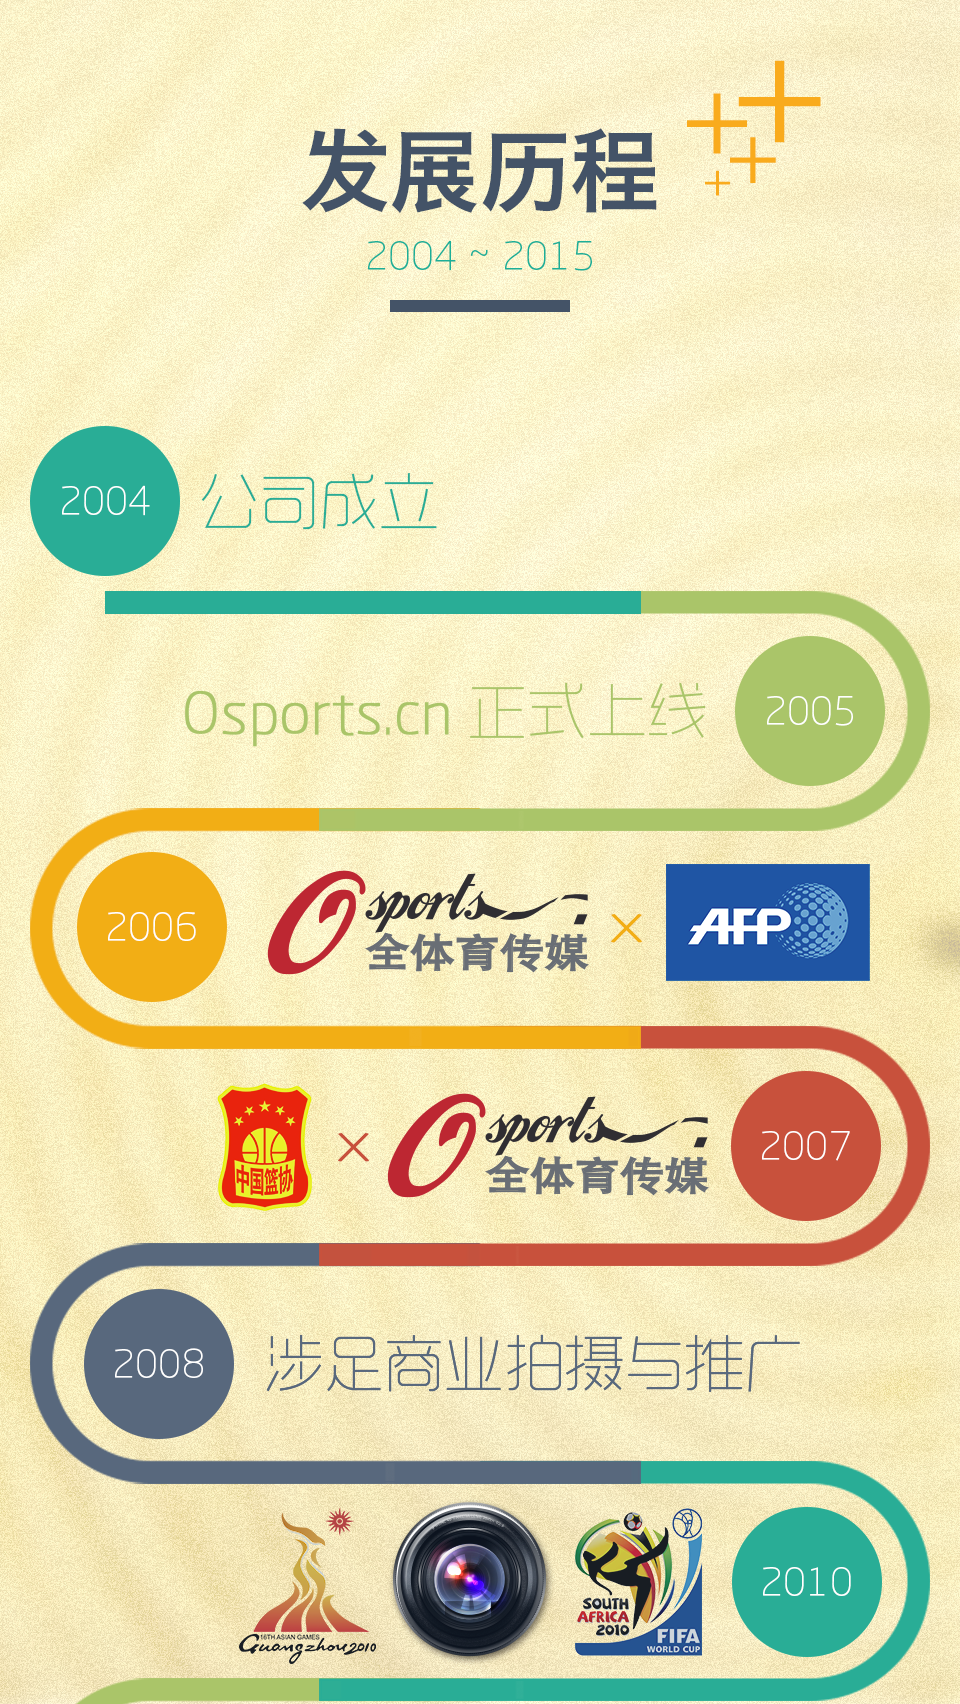 发展历程
2004 ~ 2015
2004 公司成立
Osports.cn 正式上线 2005
2006 Osports 全体育传媒 × AFP
中国篮协 × Osports 全体育传媒 2007
2008 涉足商业拍摄与推广
16TH ASIAN GAMES
Guangzhou 2010
SOUTH
AFRICA
2010
FIFA
WORLD CUP
2010